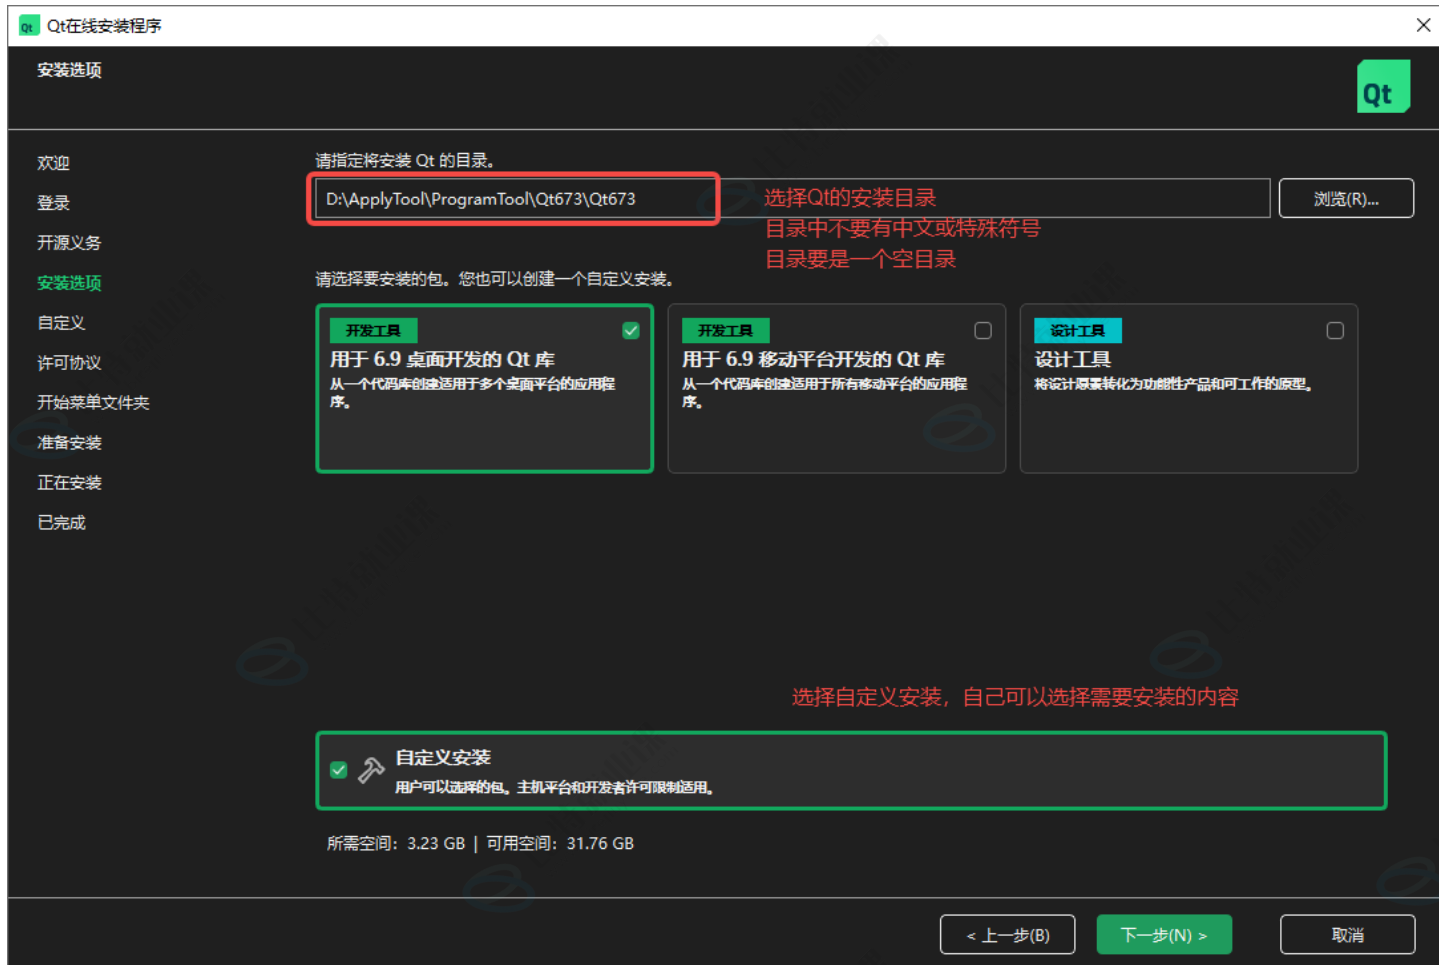 Qt在线安装程序
安装选项
Qt
欢迎
登录
开源义务
安装选项
自定义
许可协议
开始菜单文件夹
准备安装
正在安装
已完成
请指定将安装 Qt 的目录。
D:\ApplyTool\ProgramTool\Qt673\Qt673
浏览(R)...
选择Qt的安装目录
目录中不要有中文或特殊符号
目录要是一个空目录
请选择要安装的包。您也可以创建一个自定义安装。
开发工具
用于 6.9 桌面开发的 Qt 库
从一个代码库创建适用于多个桌面平台的应用程
序。
开发工具
用于 6.9 移动平台开发的 Qt 库
从一个代码库创建适用于所有移动平台的应用程
序。
设计工具
设计工具
将设计原素转化为功能性产品和可工作的原型。
选择自定义安装，自己可以选择需要安装的内容
自定义安装
用户可以选择的包。主机平台和开发者许可限制适用。
所需空间：3.23 GB | 可用空间：31.76 GB
< 上一步(B)
下一步(N) >
取消